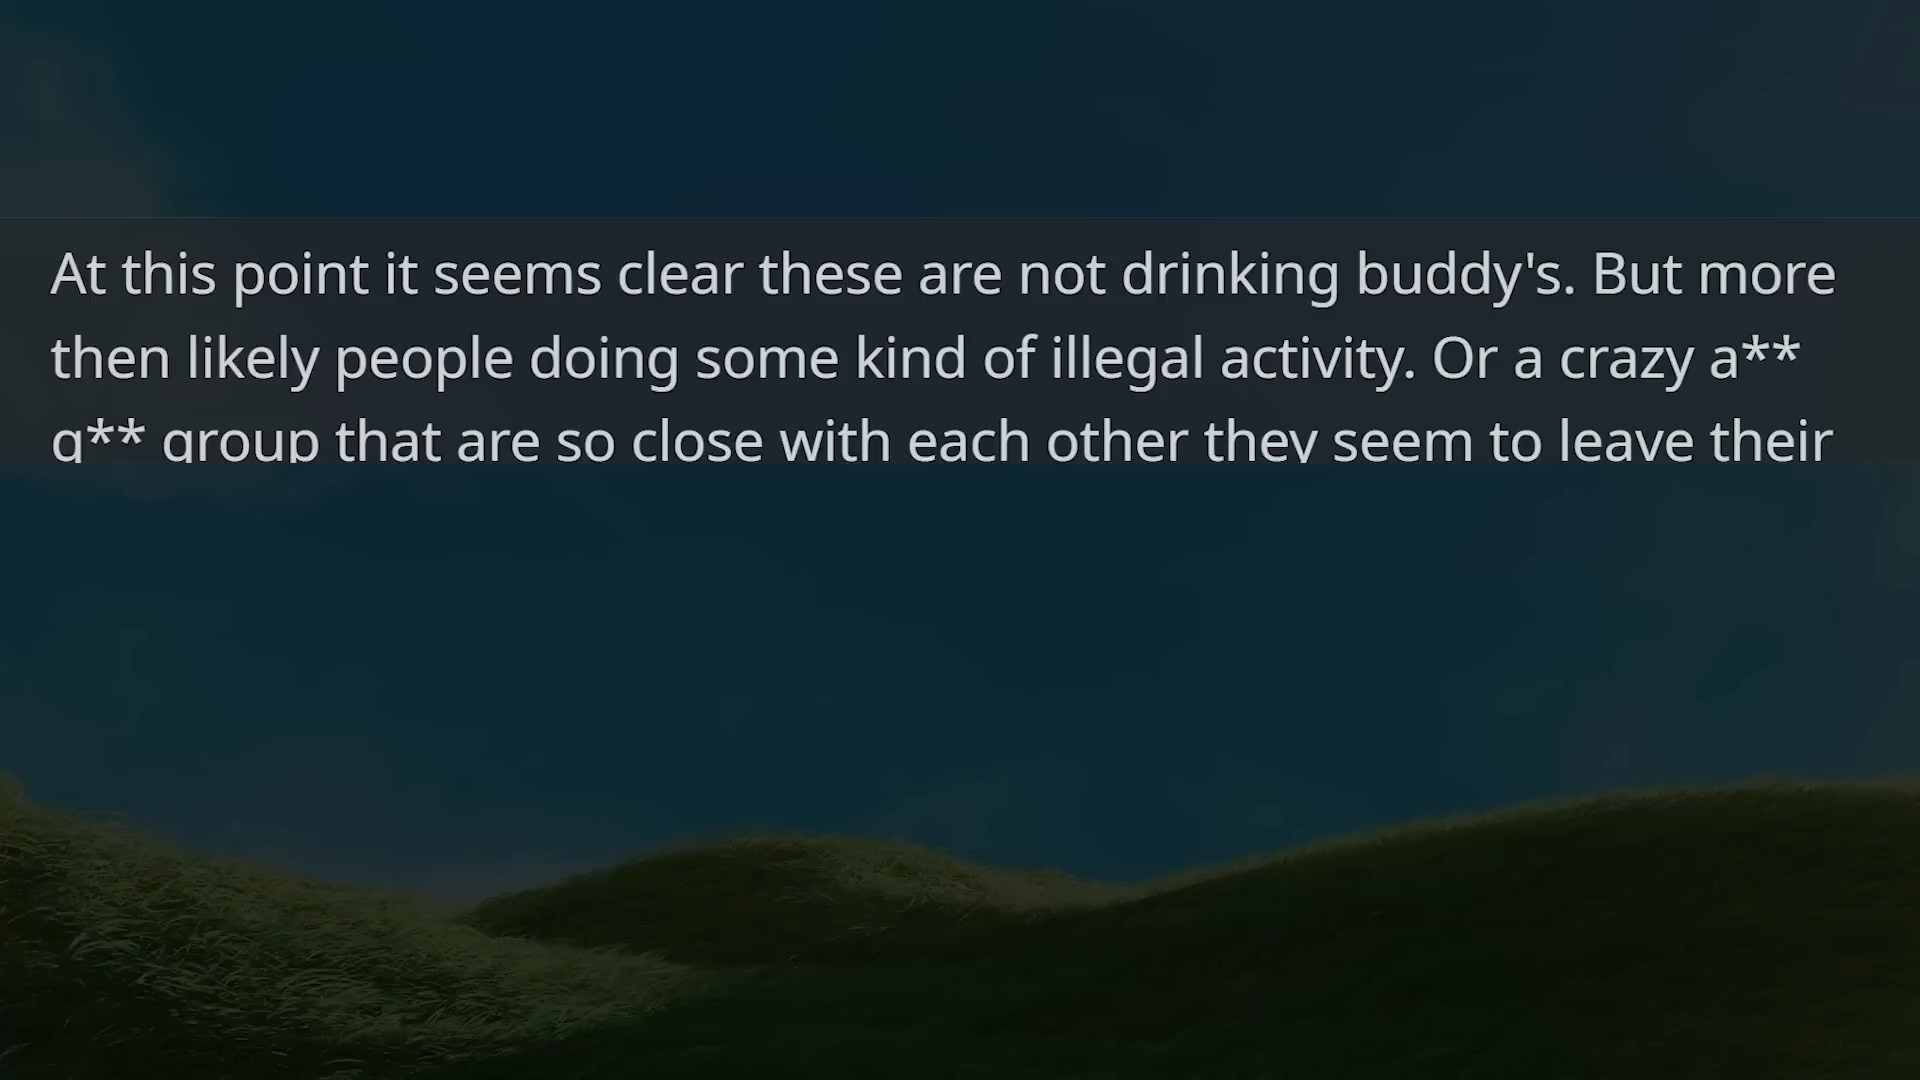 At this point it seems clear these are not drinking buddy's. But more
then likely people doing some kind of illegal activity. Or a crazy a**
g** group that are so close with each other they seem to leave their